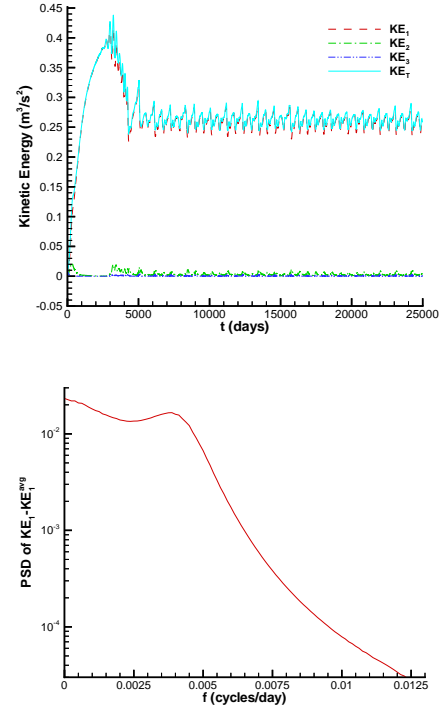 0.45
0.4
0.35
0.3
0.25
0.2
0.15
0.1
0.05
0
-0.05
Kinetic Energy (m³/s²)
KE₁
KE₂
KE₃
KE_T
0 5000 10000 15000 20000 25000
t (days)
10⁻²
10⁻³
10⁻⁴
PSD of KE₁-KE₁ᵃᵛᵍ
0 0.0025 0.005 0.0075 0.01 0.0125
f (cycles/day)